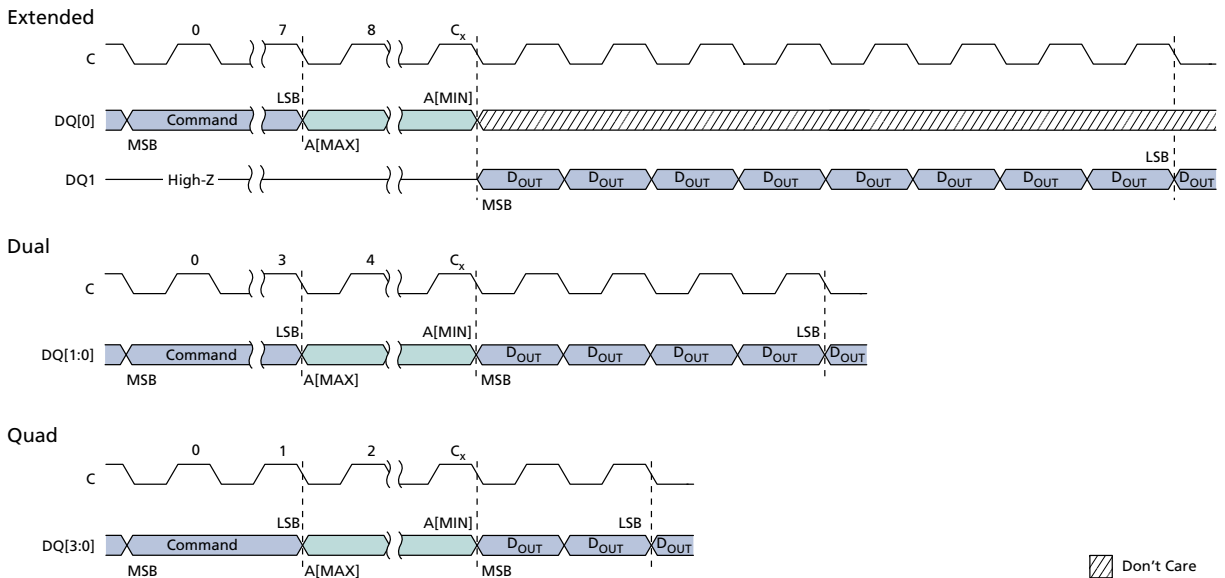 Extended
0 7 8 Cx
C
LSB A[MIN]
DQ[0] Command
MSB A[MAX]
LSB
DQ1 High-Z DOUT DOUT DOUT DOUT DOUT DOUT DOUT DOUT DOUT
MSB
Dual
0 3 4 Cx
C
LSB A[MIN] LSB
DQ[1:0] Command DOUT DOUT DOUT DOUT DOUT
MSB A[MAX] MSB
Quad
0 1 2 Cx
C
LSB A[MIN] LSB
DQ[3:0] Command DOUT DOUT DOUT
MSB A[MAX] MSB
Don't Care